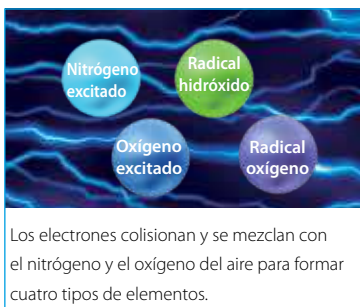 Nitrógeno
excitado
Radical
hidróxido
Oxígeno
excitado
Radical
oxígeno
Los electrones colisionan y se mezclan con
el nitrógeno y el oxígeno del aire para formar
cuatro tipos de elementos.